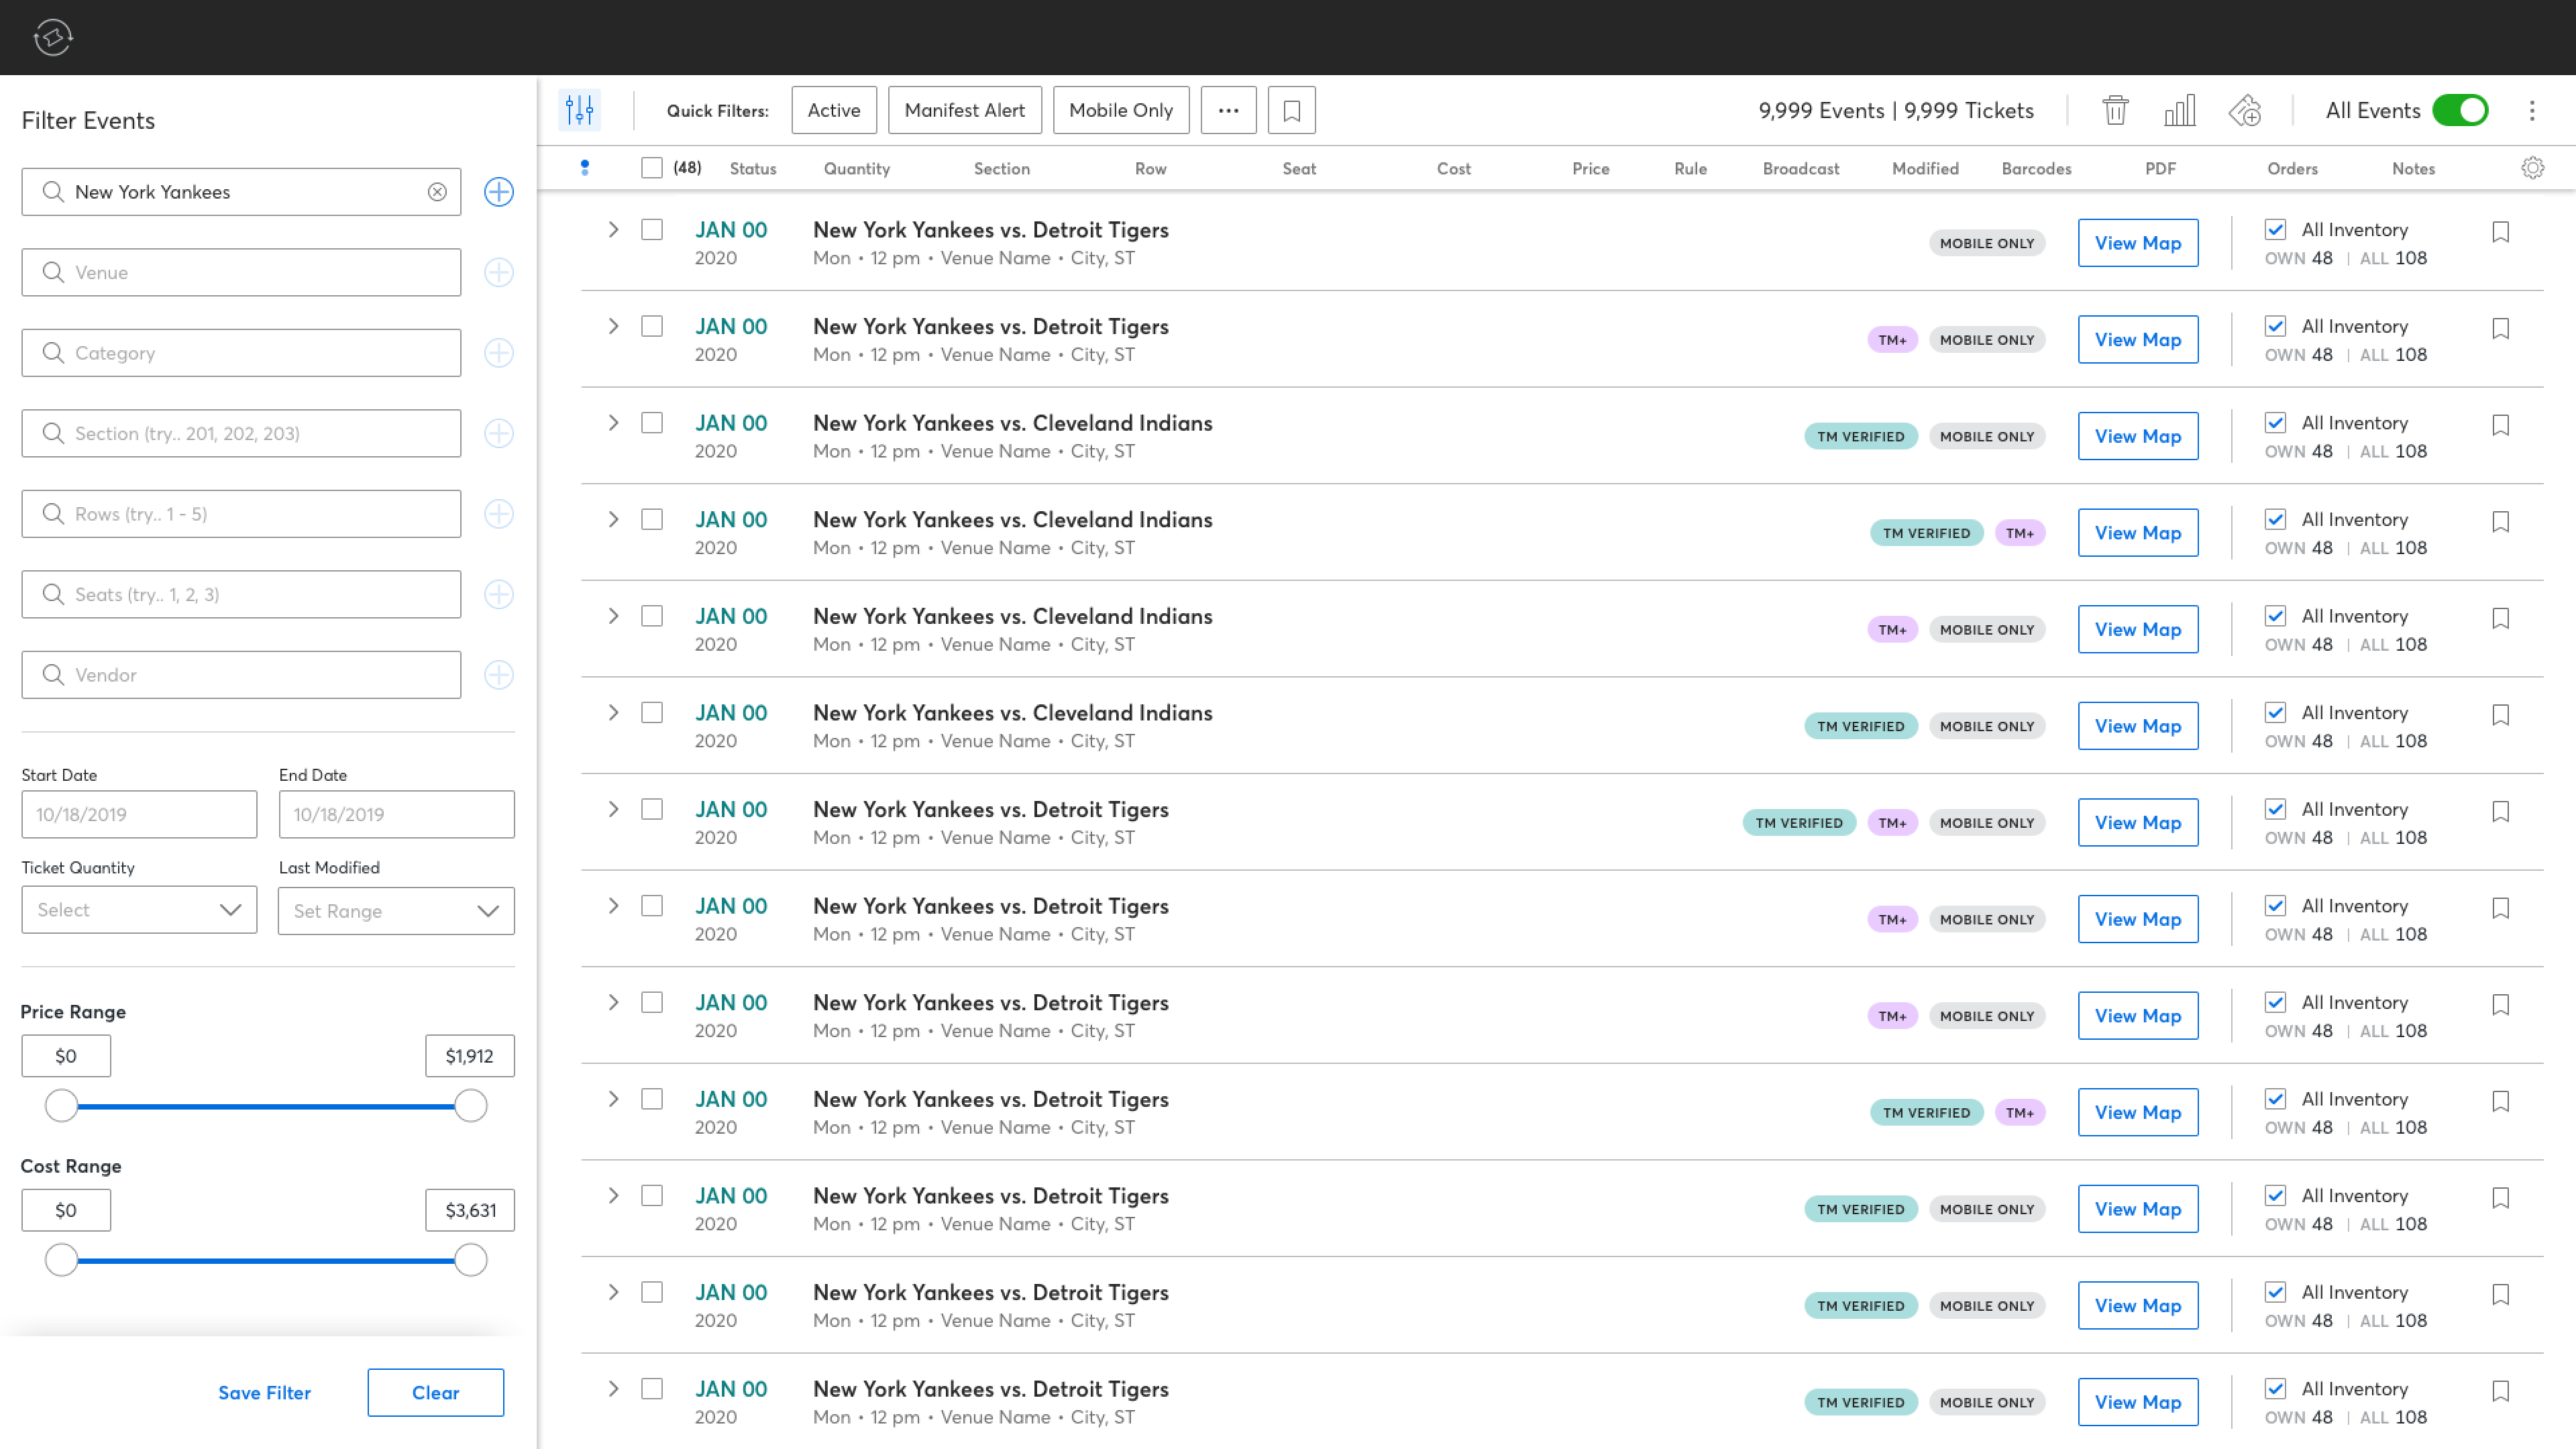 Filter Events
New York Yankees
Venue
Category
Section (try.. 201, 202, 203)
Rows (try.. 1 - 5)
Seats (try.. 1, 2, 3)
Vendor
Start Date End Date
10/18/2019 10/18/2019
Ticket Quantity Last Modified
Select Set Range
Price Range
$0 $1,912
Cost Range
$0 $3,631
Save Filter Clear
Quick Filters: Active Manifest Alert Mobile Only ··· 9,999 Events | 9,999 Tickets All Events
(48) Status Quantity Section Row Seat Cost Price Rule Broadcast Modified Barcodes PDF Orders Notes
JAN 00 New York Yankees vs. Detroit Tigers MOBILE ONLY View Map All Inventory
2020 Mon • 12 pm • Venue Name • City, ST OWN 48 | ALL 108
JAN 00 New York Yankees vs. Detroit Tigers TM+ MOBILE ONLY View Map All Inventory
2020 Mon • 12 pm • Venue Name • City, ST OWN 48 | ALL 108
JAN 00 New York Yankees vs. Cleveland Indians TM VERIFIED MOBILE ONLY View Map All Inventory
2020 Mon • 12 pm • Venue Name • City, ST OWN 48 | ALL 108
JAN 00 New York Yankees vs. Cleveland Indians TM VERIFIED TM+ View Map All Inventory
2020 Mon • 12 pm • Venue Name • City, ST OWN 48 | ALL 108
JAN 00 New York Yankees vs. Cleveland Indians TM+ MOBILE ONLY View Map All Inventory
2020 Mon • 12 pm • Venue Name • City, ST OWN 48 | ALL 108
JAN 00 New York Yankees vs. Cleveland Indians TM VERIFIED MOBILE ONLY View Map All Inventory
2020 Mon • 12 pm • Venue Name • City, ST OWN 48 | ALL 108
JAN 00 New York Yankees vs. Detroit Tigers TM VERIFIED TM+ MOBILE ONLY View Map All Inventory
2020 Mon • 12 pm • Venue Name • City, ST OWN 48 | ALL 108
JAN 00 New York Yankees vs. Detroit Tigers TM+ MOBILE ONLY View Map All Inventory
2020 Mon • 12 pm • Venue Name • City, ST OWN 48 | ALL 108
JAN 00 New York Yankees vs. Detroit Tigers TM+ MOBILE ONLY View Map All Inventory
2020 Mon • 12 pm • Venue Name • City, ST OWN 48 | ALL 108
JAN 00 New York Yankees vs. Detroit Tigers TM VERIFIED TM+ View Map All Inventory
2020 Mon • 12 pm • Venue Name • City, ST OWN 48 | ALL 108
JAN 00 New York Yankees vs. Detroit Tigers TM VERIFIED MOBILE ONLY View Map All Inventory
2020 Mon • 12 pm • Venue Name • City, ST OWN 48 | ALL 108
JAN 00 New York Yankees vs. Detroit Tigers TM VERIFIED MOBILE ONLY View Map All Inventory
2020 Mon • 12 pm • Venue Name • City, ST OWN 48 | ALL 108
JAN 00 New York Yankees vs. Detroit Tigers TM VERIFIED MOBILE ONLY View Map All Inventory
2020 Mon • 12 pm • Venue Name • City, ST OWN 48 | ALL 108